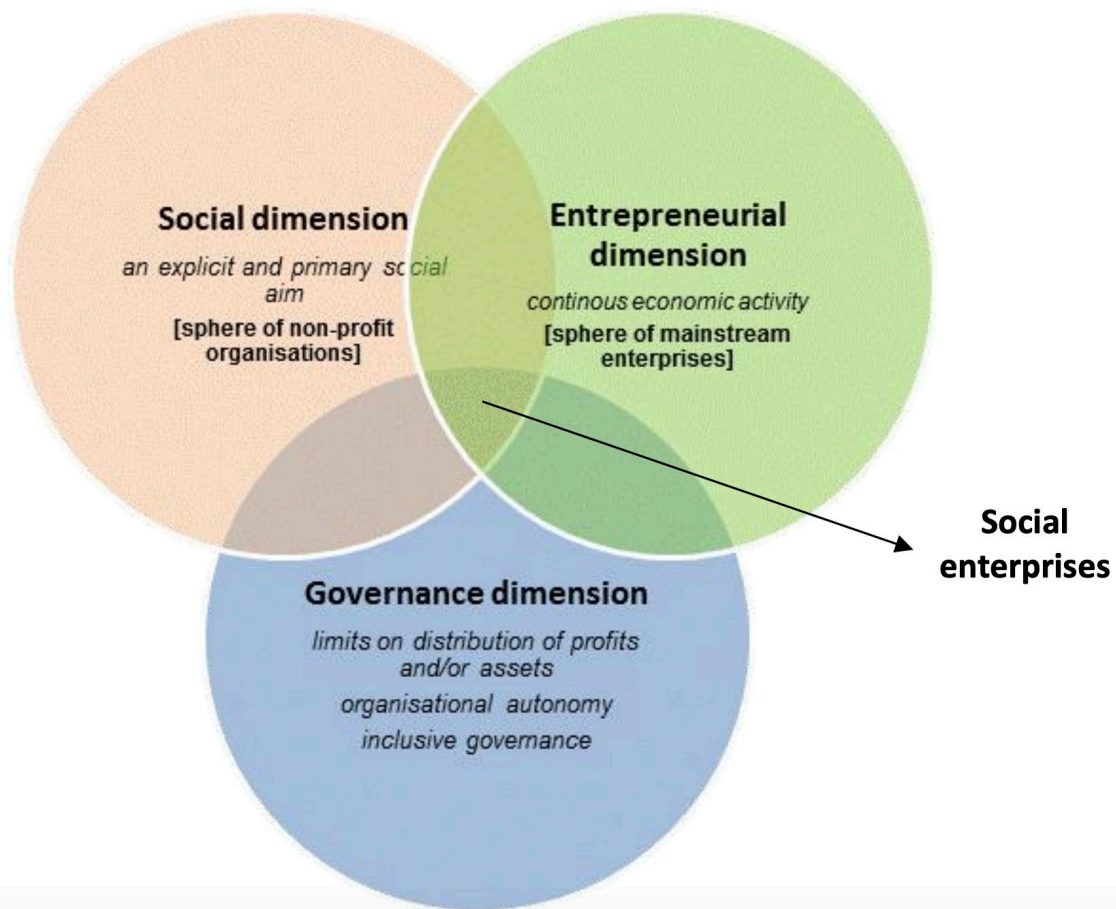 Social dimension
an explicit and primary social
aim
[sphere of non-profit
organisations]
Entrepreneurial
dimension
continous economic activity
[sphere of mainstream
enterprises]
Social
enterprises
Governance dimension
limits on distribution of profits
and/or assets
organisational autonomy
inclusive governance